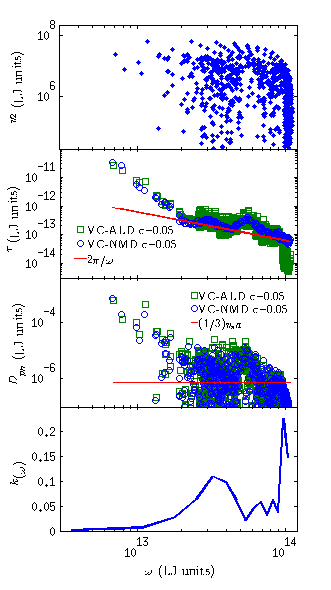 10^8
10^6
v2 (LJ units)
10^-11
10^-12
10^-13
10^-14
τ (LJ units)
VC-ALD c=0.05
VC-NMD c=0.05
2π/ω
10^-4
10^-6
D_ph (LJ units)
VC-ALD c=0.05
VC-NMD c=0.05
(1/3)v_s a
0.2
0.15
0.1
0.05
0
k(ω)
10^13
10^14
ω (LJ units)